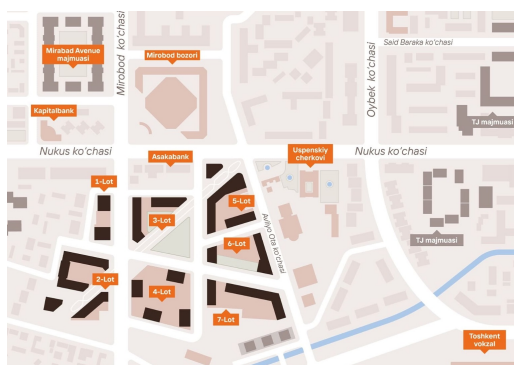 Said Baraka ko'chasi
Mirabad Avenue
majmuasi
Mirobod ko'chasi
Mirobod bozori
Oybek ko'chasi
Kapitalbank
TJ majmuasi
Nukus ko'chasi
Asakabank
Uspenskiy
cherkovi
Nukus ko'chasi
1-Lot
5-Lot
3-Lot
Avliyo Ota ko'chasi
6-Lot
TJ majmuasi
2-Lot
4-Lot
7-Lot
Toshkent
vokzal